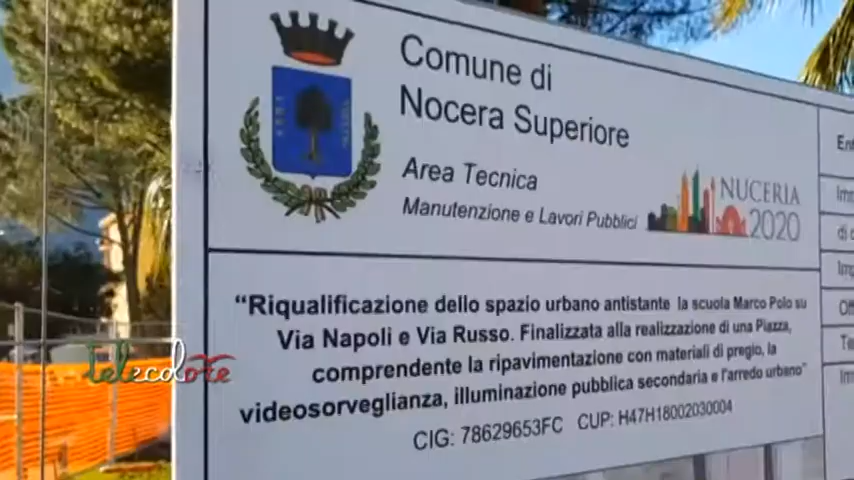 Comune di
Nocera Superiore
Area Tecnica
Manutenzione e Lavori Pubblici
NUCERIA
2020
"Riqualificazione dello spazio urbano antistante la scuola Marco Polo su
Via Napoli e Via Russo. Finalizzata alla realizzazione di una Piazza,
comprendente la ripavimentazione con materiali di pregio, la
videosorveglianza, illuminazione pubblica secondaria e l'arredo urbano"
CIG: 78629653FC CUP: H47H18002030004
telecolore